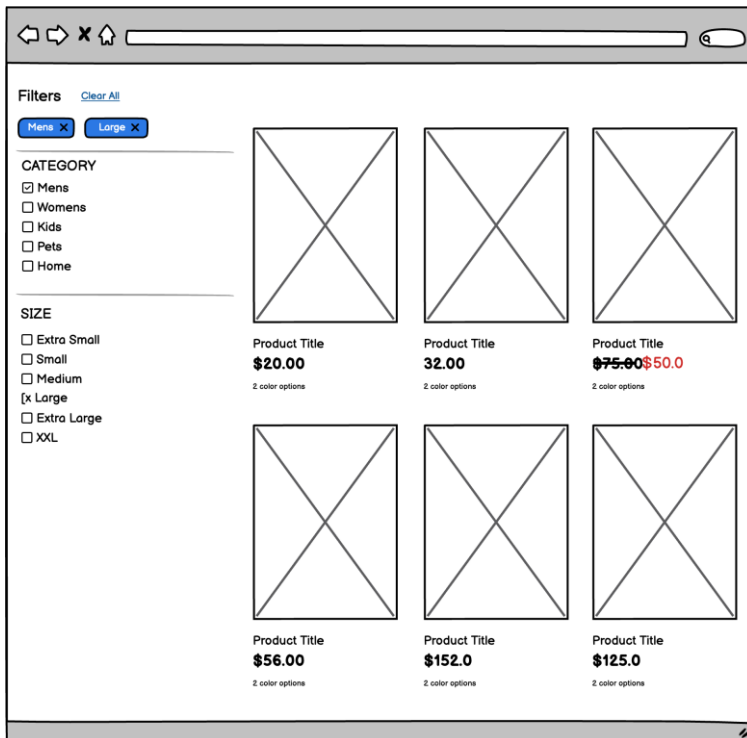 Filters Clear All
Mens X Large X
CATEGORY
Mens
Womens
Kids
Pets
Home
SIZE
Extra Small
Small
Medium
[x Large
Extra Large
XXL
Product Title
$20.00
2 color options
Product Title
32.00
2 color options
Product Title
$75.00$50.0
2 color options
Product Title
$56.00
2 color options
Product Title
$152.0
2 color options
Product Title
$125.0
2 color options